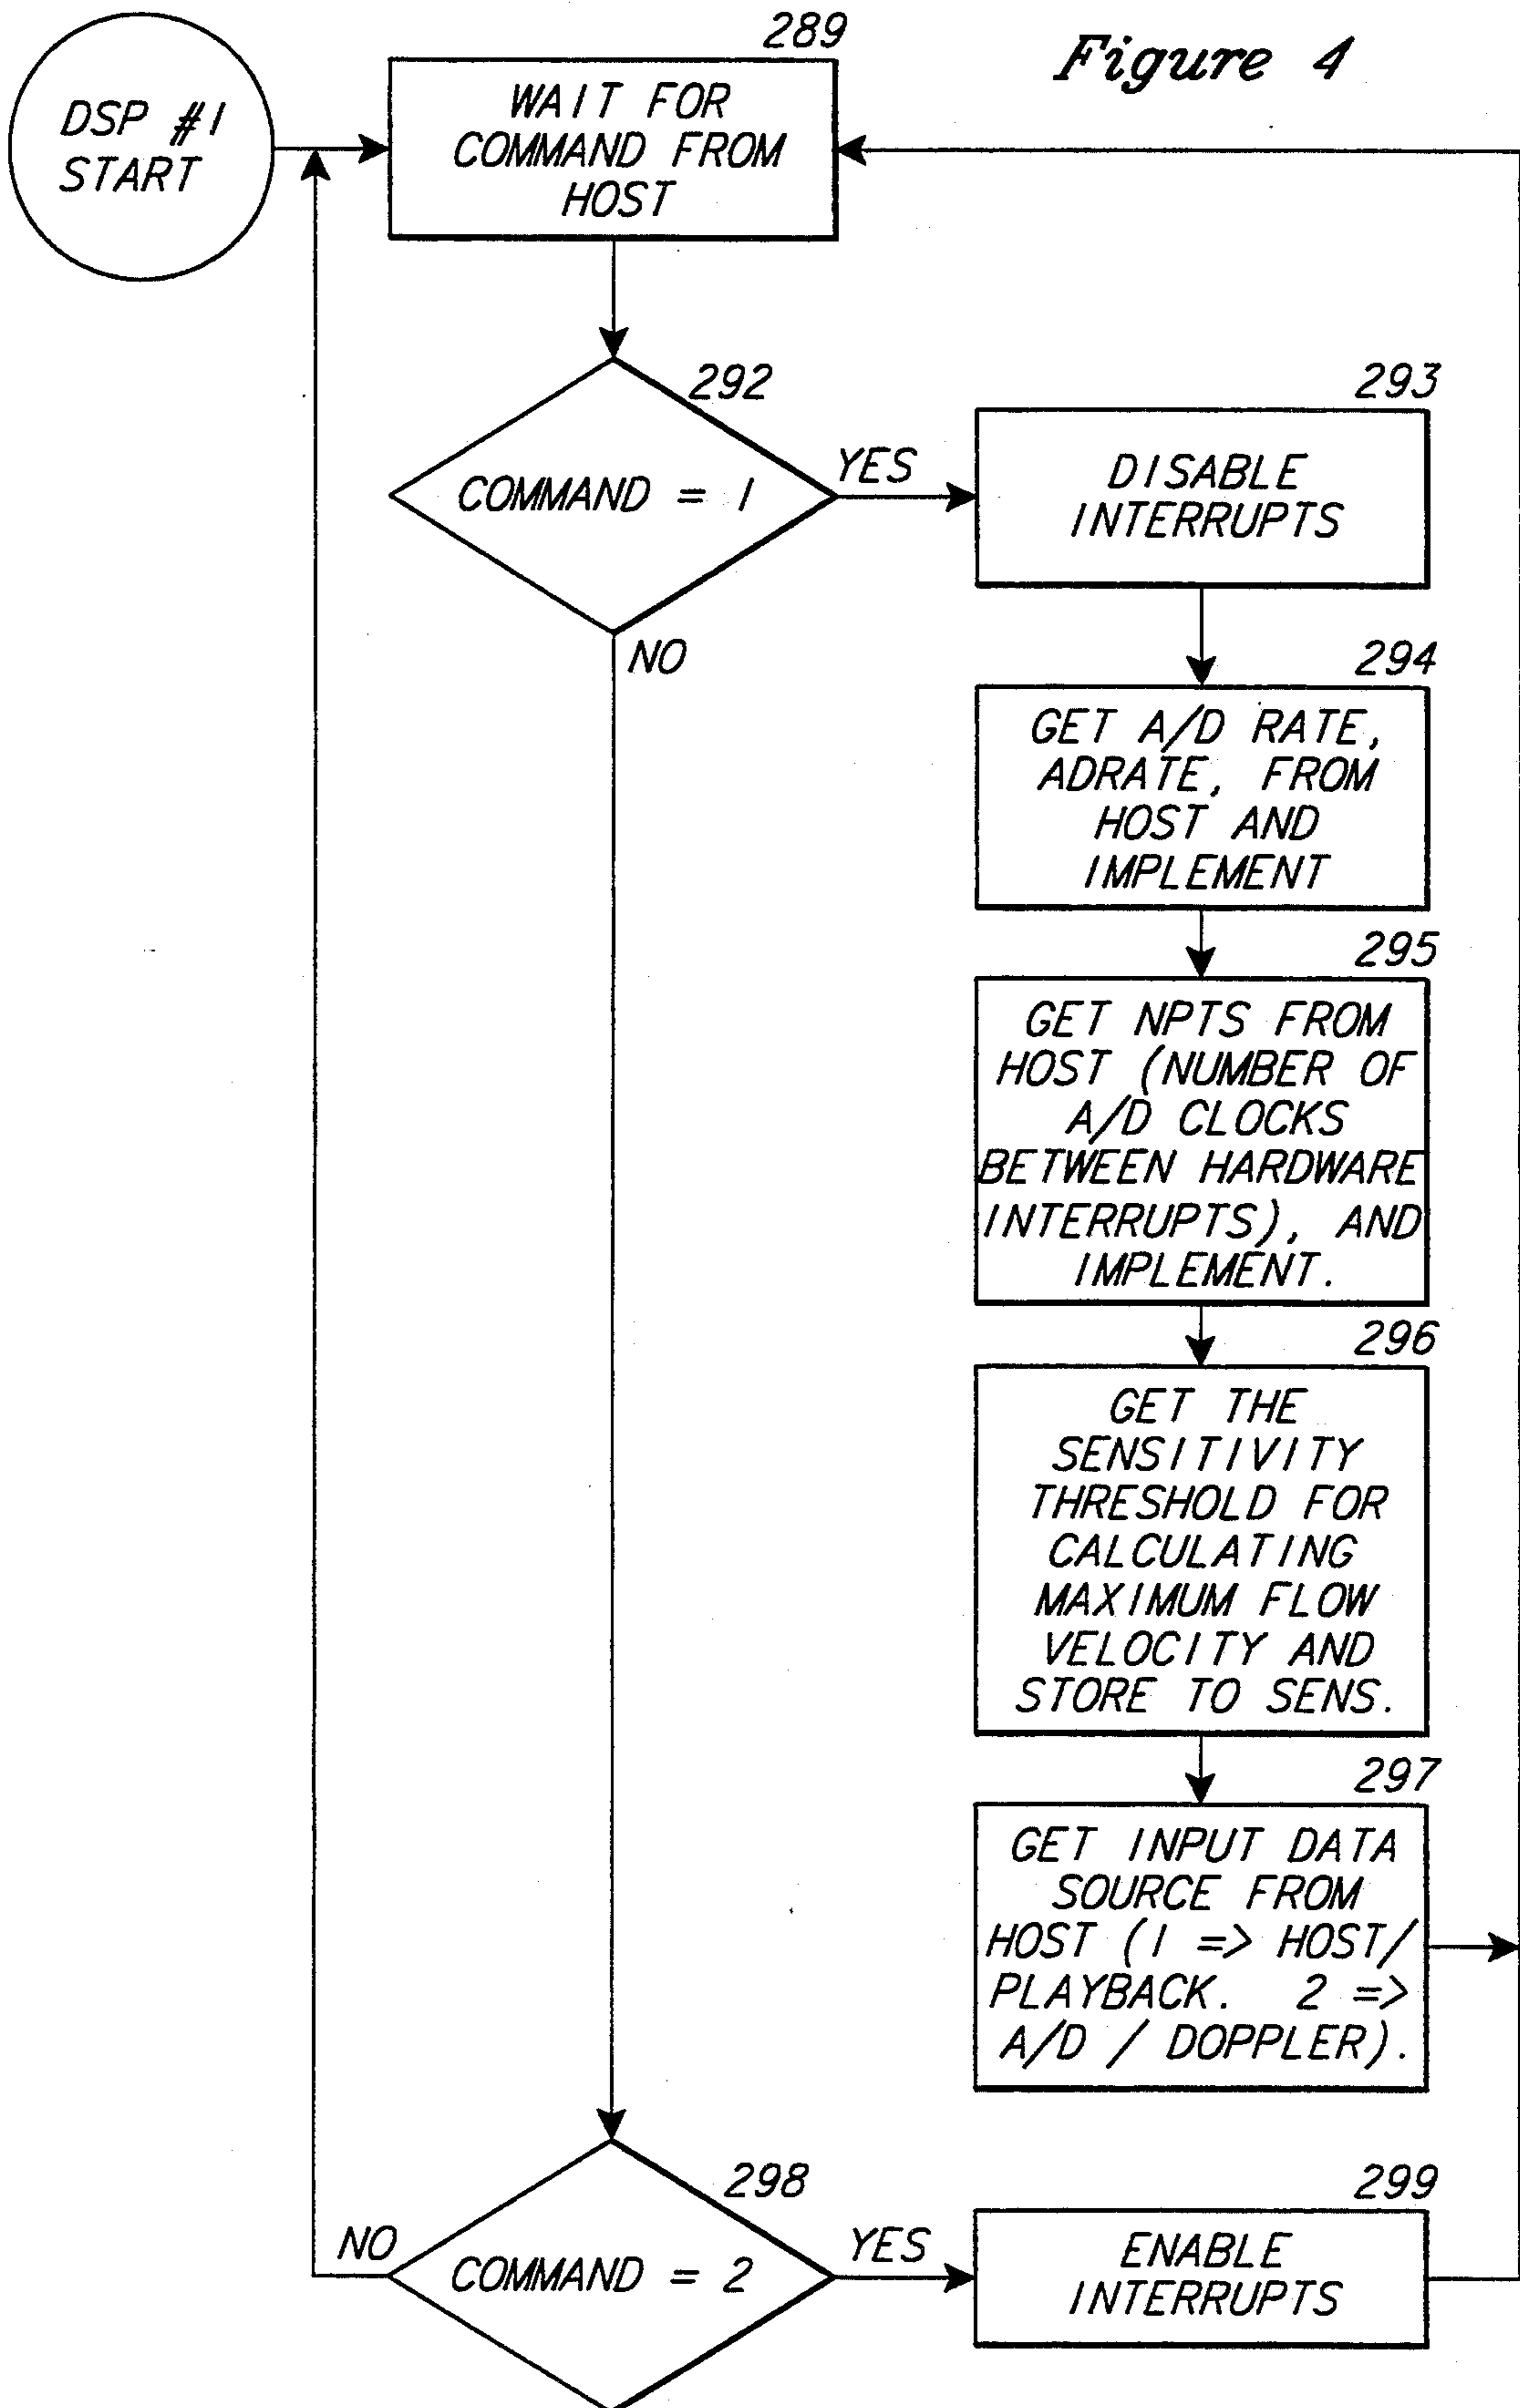 Figure 4
DSP #1
START
289
WAIT FOR
COMMAND FROM
HOST
292
COMMAND = 1
YES
NO
293
DISABLE
INTERRUPTS
294
GET A/D RATE,
ADRATE, FROM
HOST AND
IMPLEMENT
295
GET NPTS FROM
HOST (NUMBER OF
A/D CLOCKS
BETWEEN HARDWARE
INTERRUPTS), AND
IMPLEMENT.
296
GET THE
SENSITIVITY
THRESHOLD FOR
CALCULATING
MAXIMUM FLOW
VELOCITY AND
STORE TO SENS.
297
GET INPUT DATA
SOURCE FROM
HOST (1 => HOST/
PLAYBACK. 2 =>
A/D / DOPPLER).
298
COMMAND = 2
NO
YES
299
ENABLE
INTERRUPTS